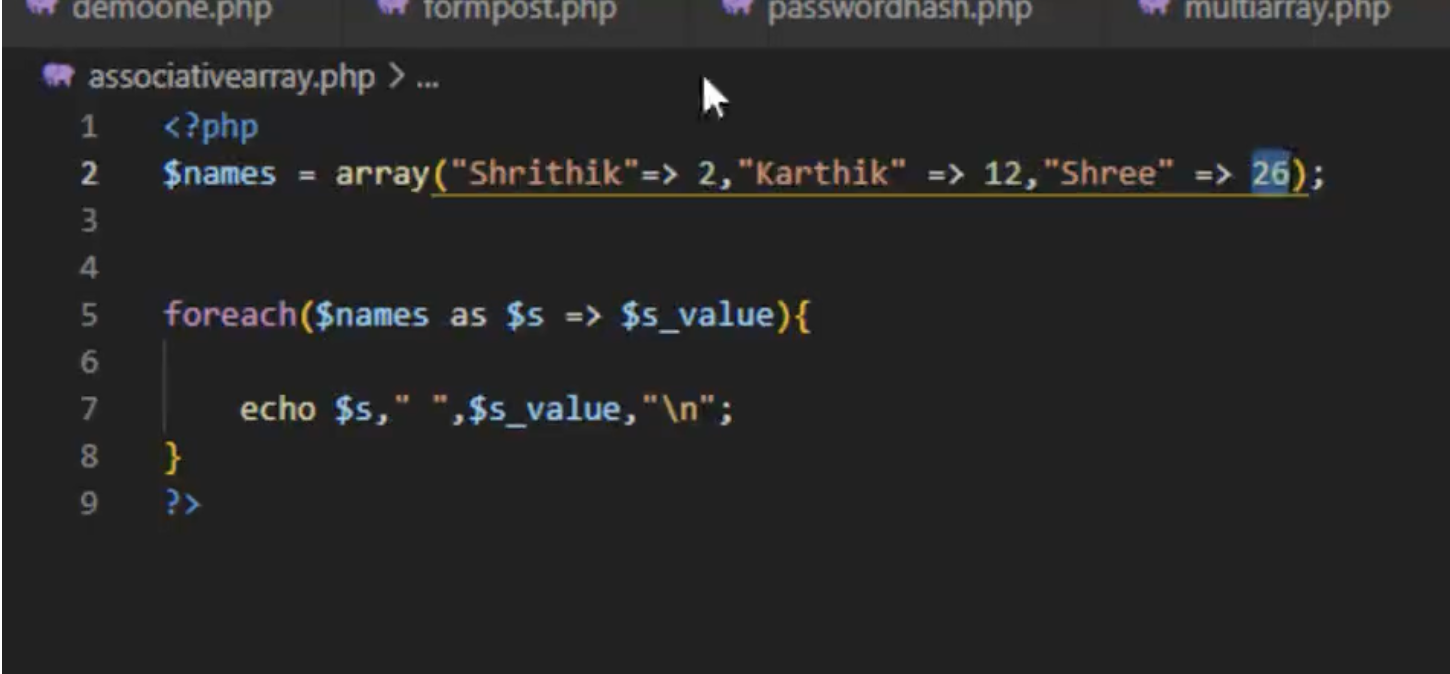 demoone.php formpost.php passwordhash.php multiarray.php
associativearray.php > ...
1 <?php
2 $names = array("Shrithik"=> 2,"Karthik" => 12,"Shree" => 26);
3
4
5 foreach($names as $s => $s_value){
6
7 echo $s," ",$s_value,"\n";
8 }
9 ?>